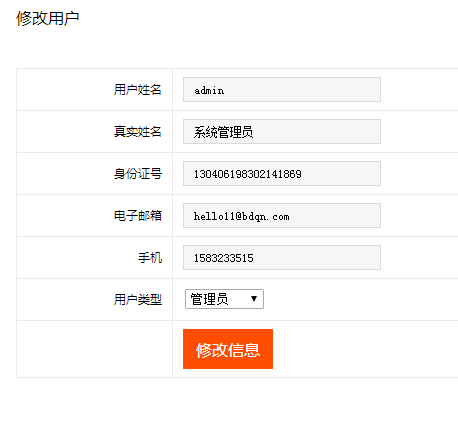 修改用户
用户姓名 admin
真实姓名 系统管理员
身份证号 130406198302141869
电子邮箱 hello11@bdqn.com
手机 1583233515
用户类型 管理员
修改信息